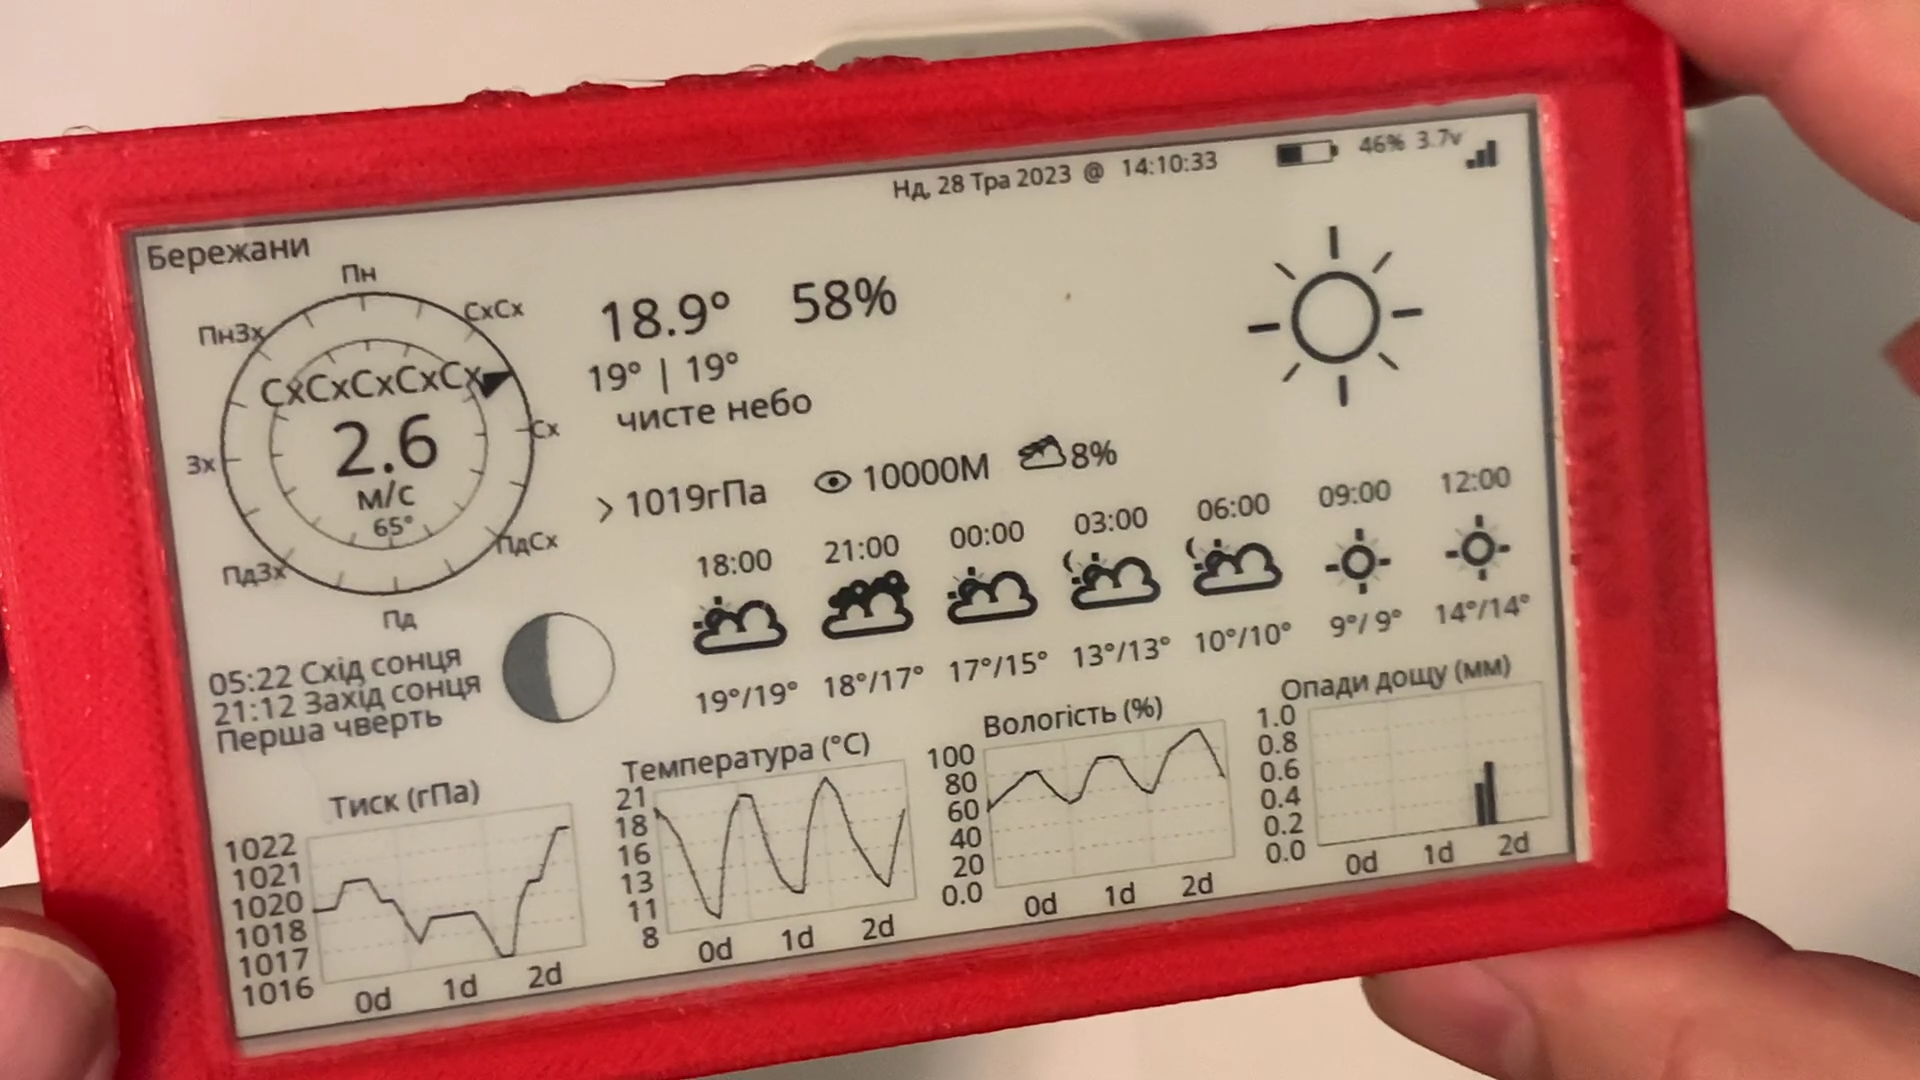 Нд, 28 Тра 2023 @ 14:10:33
46% 3.7v
Бережани
Пн
СхСх
ПнЗх
СхСхСхСхСх
2.6
м/с
65°
Зх
Сх
ПдЗх
ПдСх
Пд
18.9° 58%
19° | 19°
чисте небо
> 1019гПа 10000М 8%
18:00 21:00 00:00 03:00 06:00 09:00 12:00
19°/19° 18°/17° 17°/15° 13°/13° 10°/10° 9°/ 9° 14°/14°
05:22 Схід сонця
21:12 Захід сонця
Перша чверть
Тиск (гПа)
1022
1021
1020
1018
1017
1016
0d 1d 2d
Температура (°C)
21
18
16
13
11
8
0d 1d 2d
Вологість (%)
100
80
60
40
20
0.0
0d 1d 2d
Опади дощу (мм)
1.0
0.8
0.6
0.4
0.2
0.0
0d 1d 2d